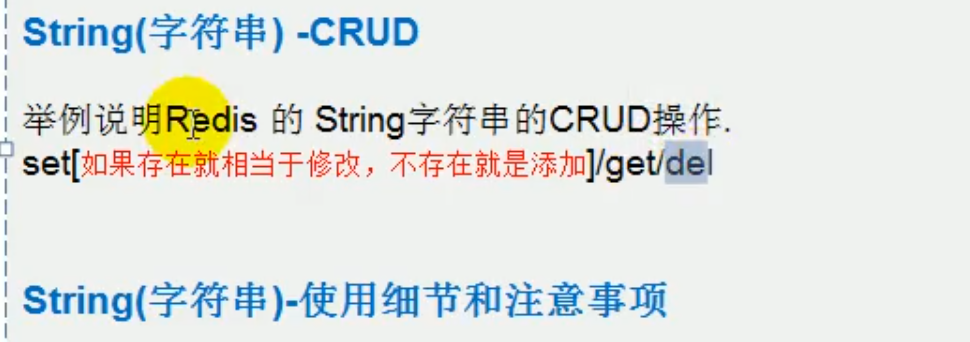 String(字符串) -CRUD
举例说明Redis 的 String字符串的CRUD操作.
set[如果存在就相当于修改，不存在就是添加]/get/del
String(字符串)-使用细节和注意事项